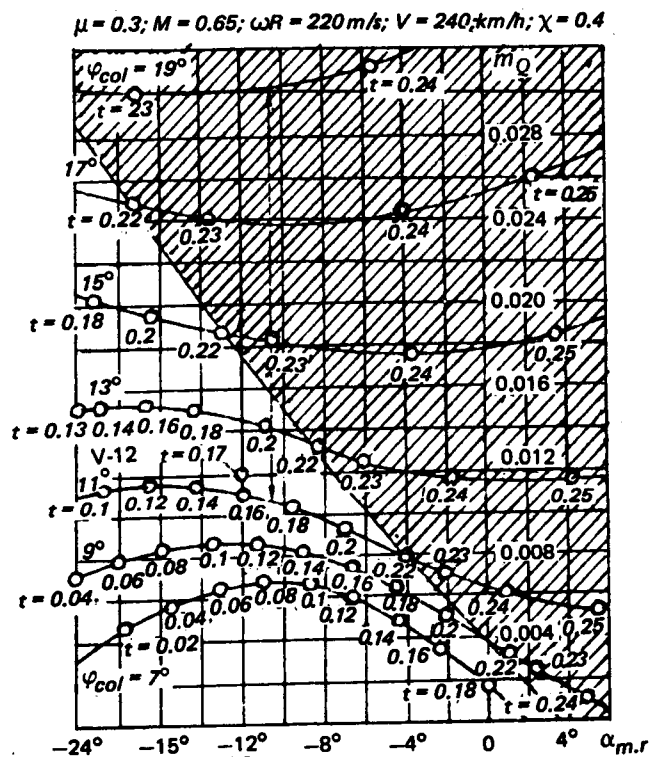 μ = 0.3; M = 0.65; ωR = 220 m/s; V = 240, km/h; χ = 0.4
φcol = 19°
m_Q
t = 23
t = 0.24
0.028
17°
t = 0.25
t = 0.22
0.23
0.24
0.024
15°
0.020
t = 0.18
0.2
0.22
0.23
0.24
0.25
13°
0.016
t = 0.13 0.14 0.16 0.18
0.2
0.22
0.23
0.012
V-12
t = 0.17
0.24
0.25
11°
t = 0.1
0.12
0.14
0.16
0.18
0.2
0.22
0.23
0.008
9°
t = 0.04
0.06
0.08
0.1
0.12
0.14
0.16
0.18
0.2
0.24
0.25
0.004
t = 0.02
0.04
0.06
0.08
0.1
0.12
0.14
0.16
0.22
0.23
φcol = 7°
t = 0.18
t = 0.24
−24° −15° −12° −8° −4° 0 4° αm.r